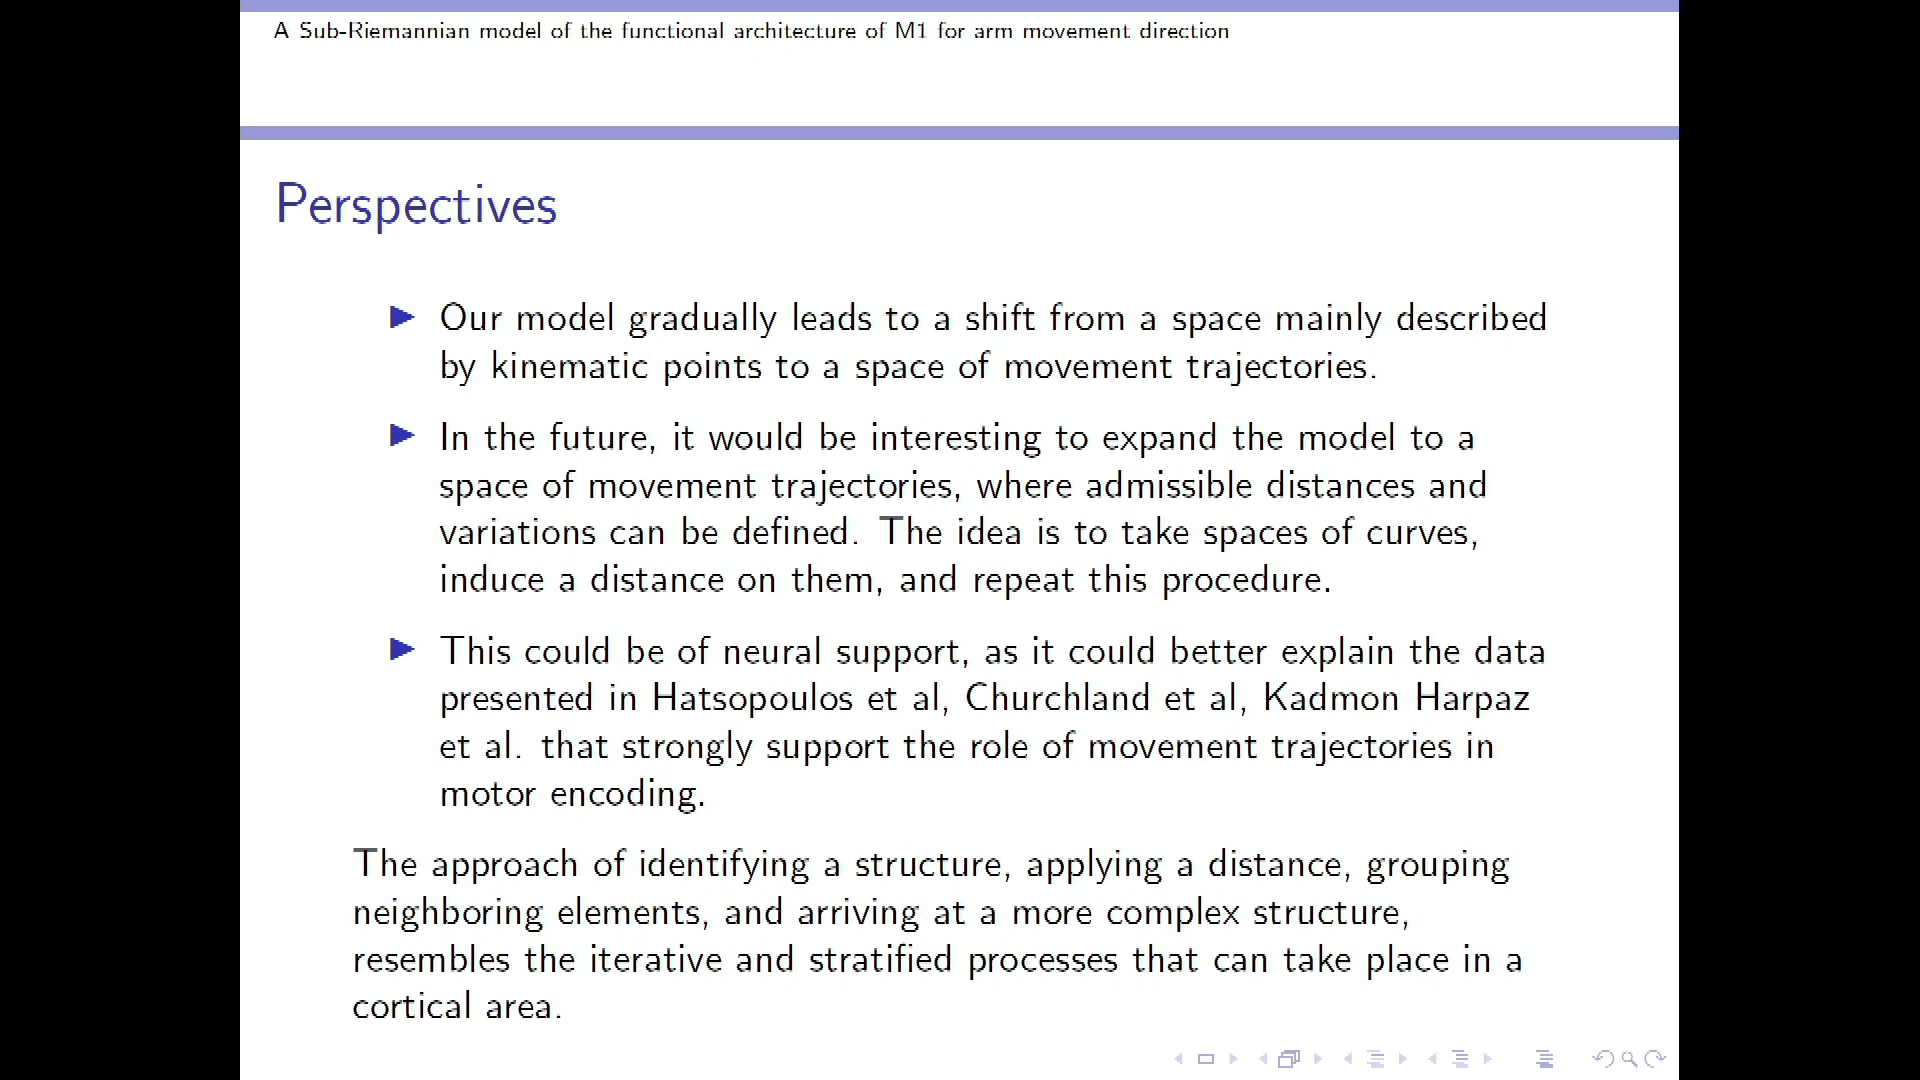 A Sub-Riemannian model of the functional architecture of M1 for arm movement direction
Perspectives
Our model gradually leads to a shift from a space mainly described
by kinematic points to a space of movement trajectories.
In the future, it would be interesting to expand the model to a
space of movement trajectories, where admissible distances and
variations can be defined. The idea is to take spaces of curves,
induce a distance on them, and repeat this procedure.
This could be of neural support, as it could better explain the data
presented in Hatsopoulos et al, Churchland et al, Kadmon Harpaz
et al. that strongly support the role of movement trajectories in
motor encoding.
The approach of identifying a structure, applying a distance, grouping
neighboring elements, and arriving at a more complex structure,
resembles the iterative and stratified processes that can take place in a
cortical area.